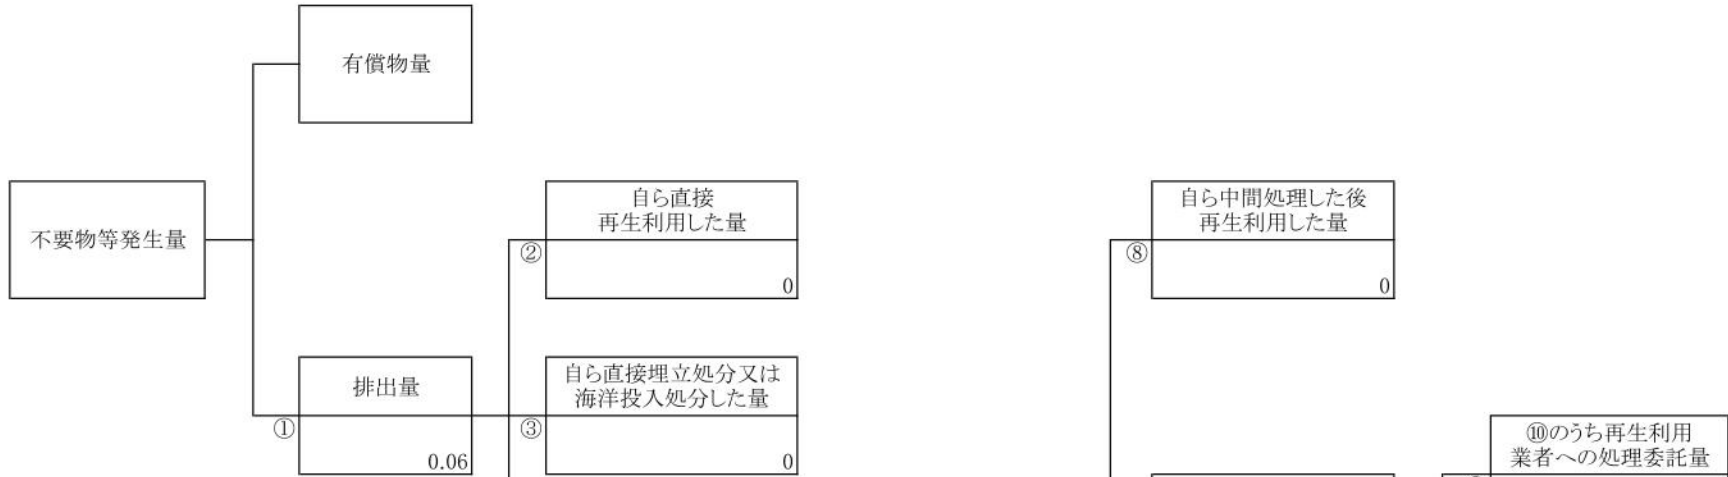 有償物量
不要物等発生量
自ら直接
再生利用した量
②
0
自ら中間処理した後
再生利用した量
⑧
0
排出量
①
0.06
自ら直接埋立処分又は
海洋投入処分した量
③
0
⑩のうち再生利用
業者への処理委託量